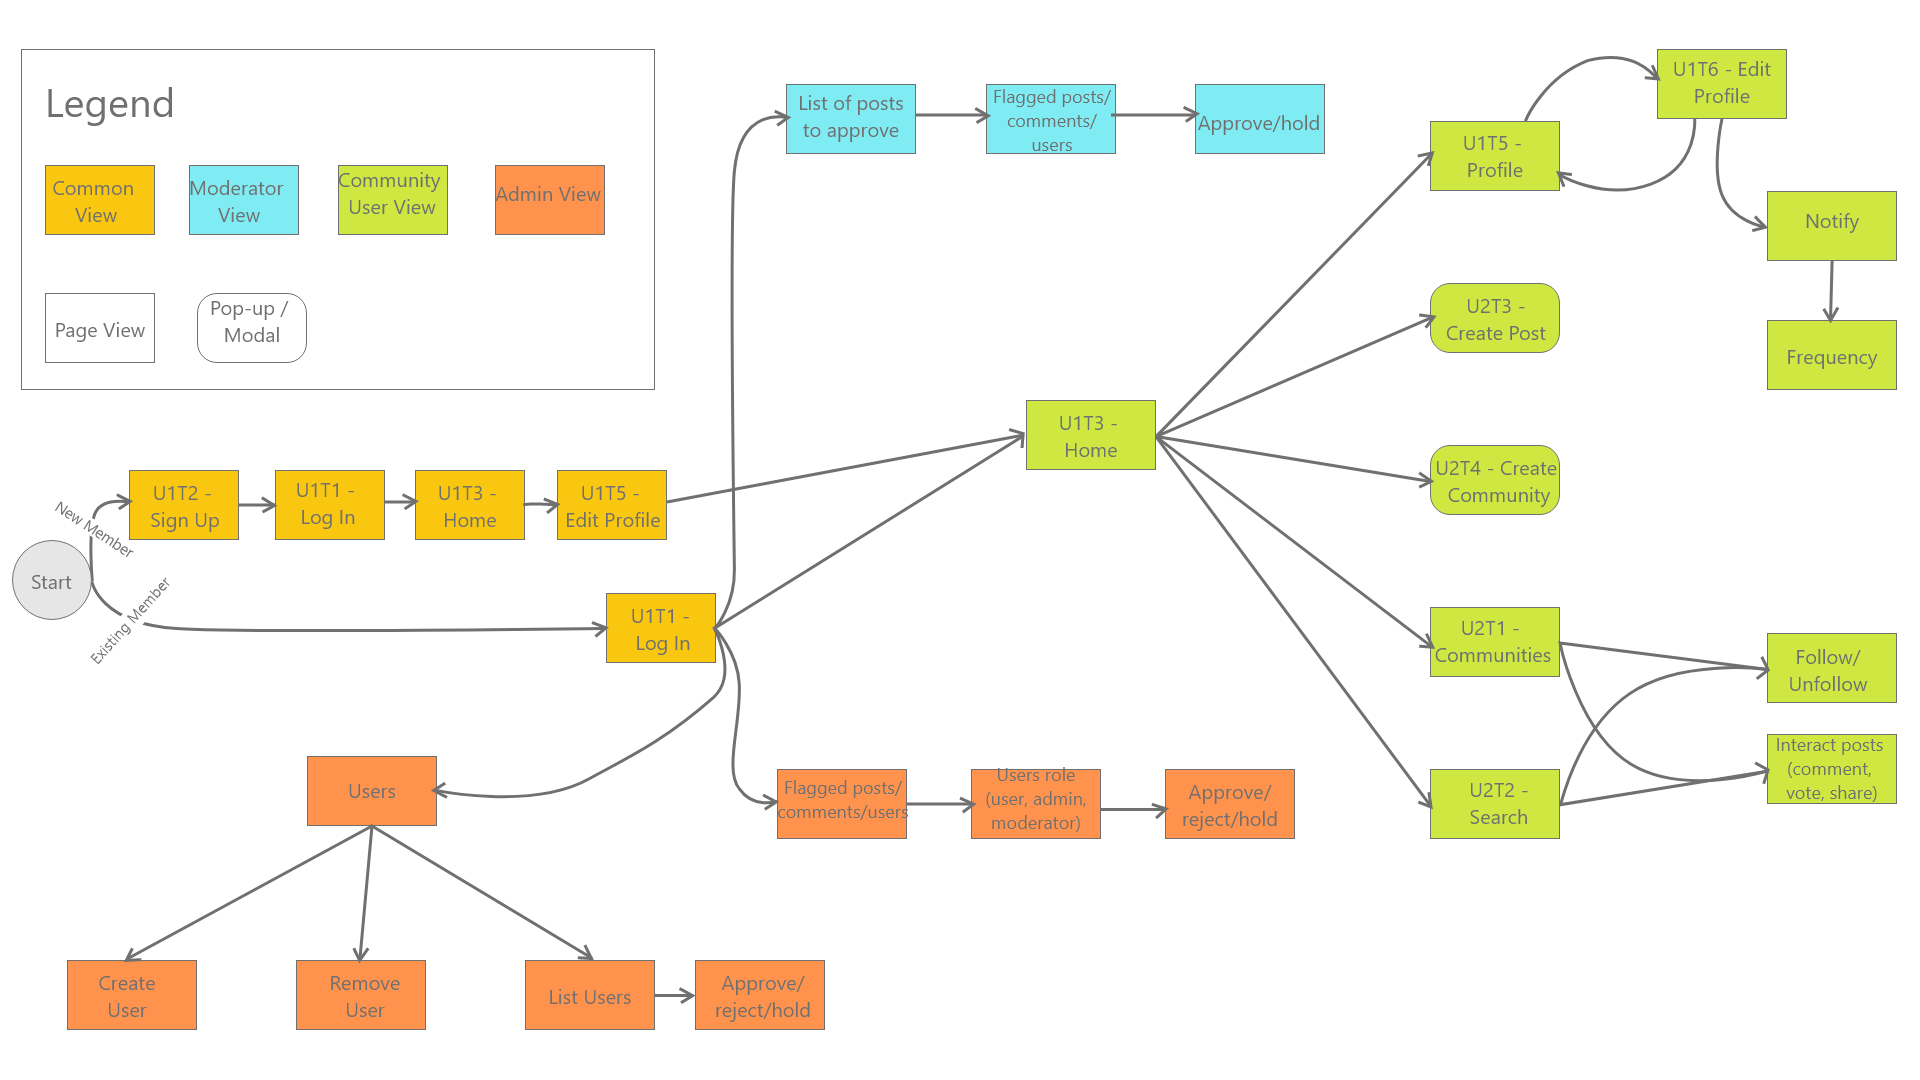 Legend
Common
View
Moderator
View
Community
User View
Admin View
Page View
Pop-up /
Modal
List of posts
to approve
Flagged posts/
comments/
users
Approve/hold
U1T6 - Edit
Profile
U1T5 -
Profile
Notify
Frequency
U2T3 -
Create Post
U1T3 -
Home
U2T4 - Create
Community
New Member
U1T2 -
Sign Up
U1T1 -
Log In
U1T3 -
Home
U1T5 -
Edit Profile
Start
Existing Member
U1T1 -
Log In
U2T1 -
Communities
Follow/
Unfollow
Interact posts
(comment,
vote, share)
U2T2 -
Search
Users
Flagged posts/
comments/users
Users role
(user, admin,
moderator)
Approve/
reject/hold
Create
User
Remove
User
List Users
Approve/
reject/hold